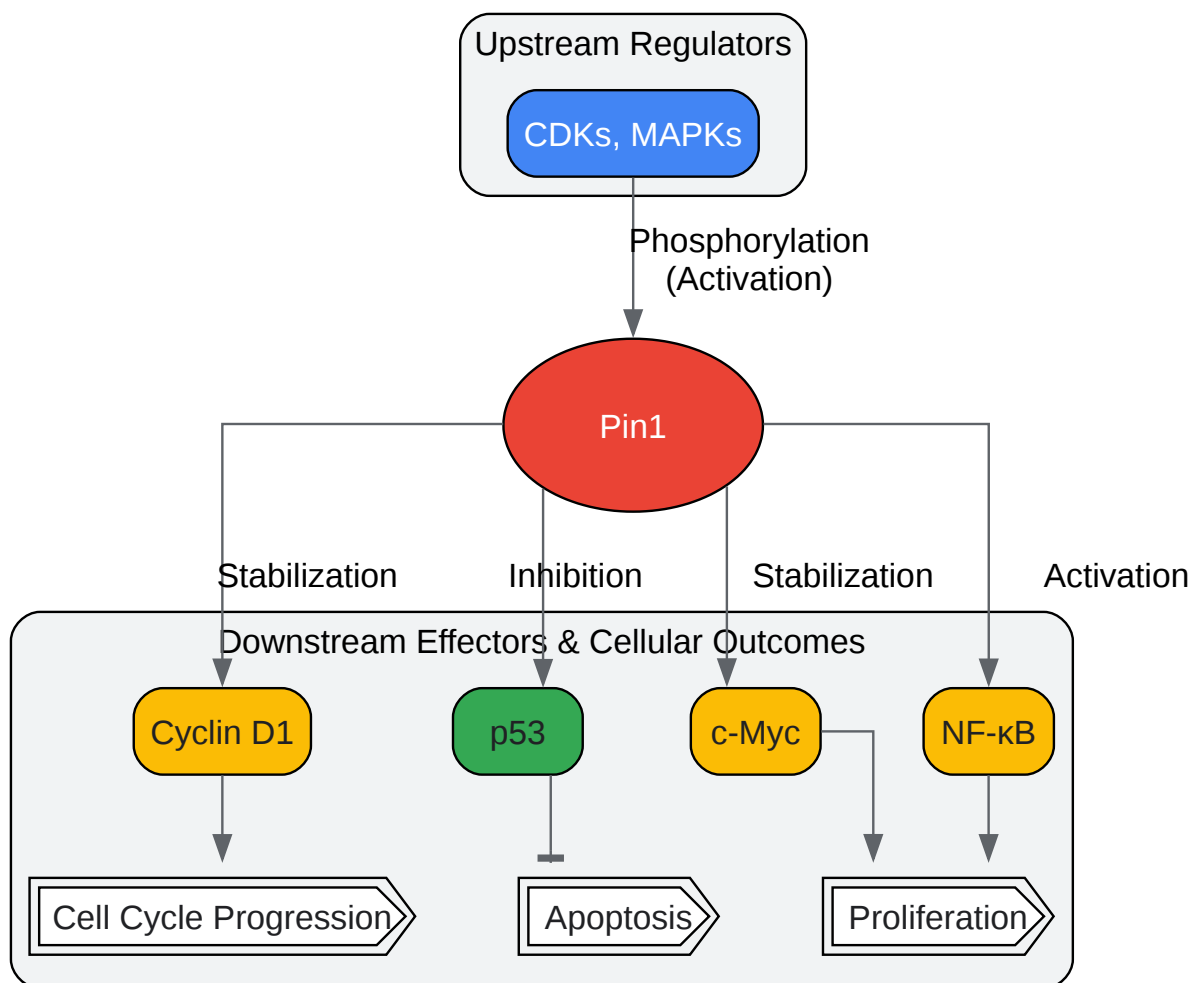 Upstream Regulators
CDKs, MAPKs
Phosphorylation
(Activation)
Pin1
Stabilization
Inhibition
Stabilization
Activation
Downstream Effectors & Cellular Outcomes
Cyclin D1
p53
c-Myc
NF-κB
Cell Cycle Progression
Apoptosis
Proliferation